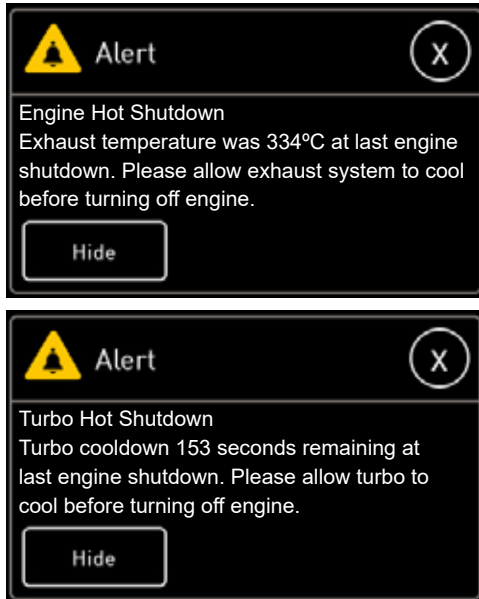 Alert
X
Engine Hot Shutdown
Exhaust temperature was 334ºC at last engine
shutdown. Please allow exhaust system to cool
before turning off engine.
Hide
Alert
X
Turbo Hot Shutdown
Turbo cooldown 153 seconds remaining at
last engine shutdown. Please allow turbo to
cool before turning off engine.
Hide